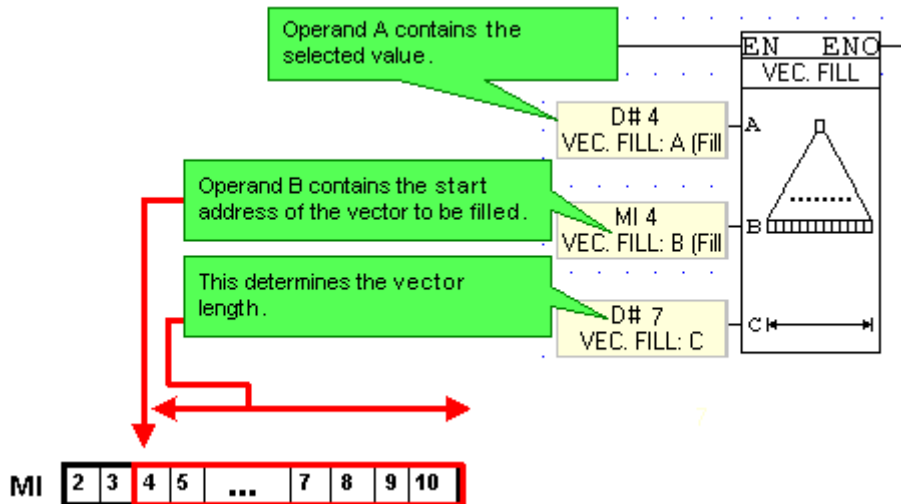 Operand A contains the
selected value.
EN ENO
VEC. FILL
D# 4
VEC. FILL: A (Fill
A
Operand B contains the start
address of the vector to be filled.
MI 4
VEC. FILL: B (Fill
B
This determines the vector
length.
D# 7
VEC. FILL: C
C
MI 2 3 4 5 ... 7 8 9 10